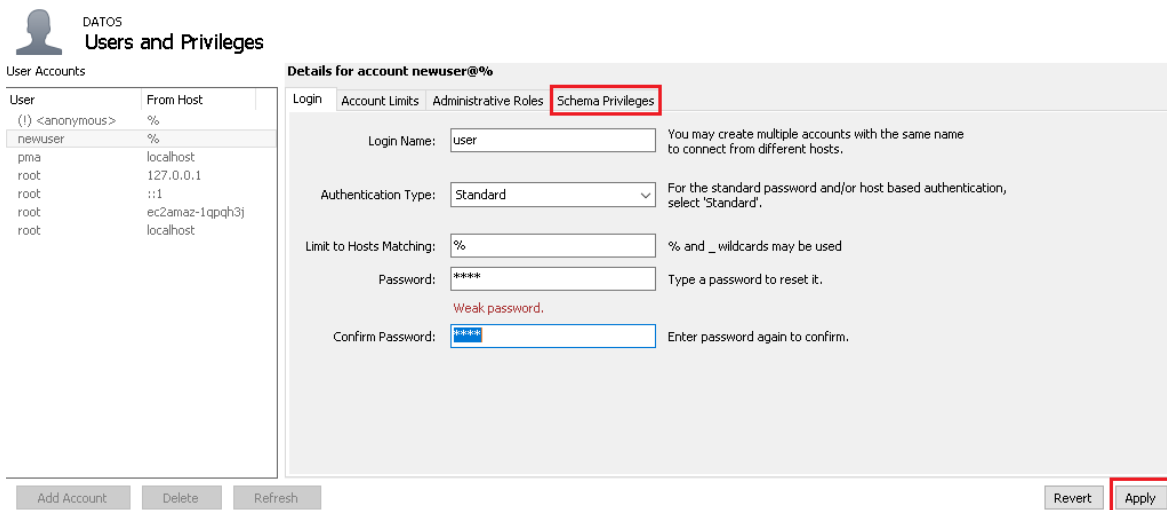 DATOS
Users and Privileges
User Accounts
User From Host
(!) <anonymous> %
newuser %
pma localhost
root 127.0.0.1
root ::1
root ec2amaz-1qpqh3j
root localhost
Details for account newuser@%
Login Account Limits Administrative Roles Schema Privileges
Login Name: user You may create multiple accounts with the same name
to connect from different hosts.
Authentication Type: Standard For the standard password and/or host based authentication,
select 'Standard'.
Limit to Hosts Matching: % % and _ wildcards may be used
Password: **** Type a password to reset it.
Weak password.
Confirm Password: **** Enter password again to confirm.
Add Account Delete Refresh Revert Apply